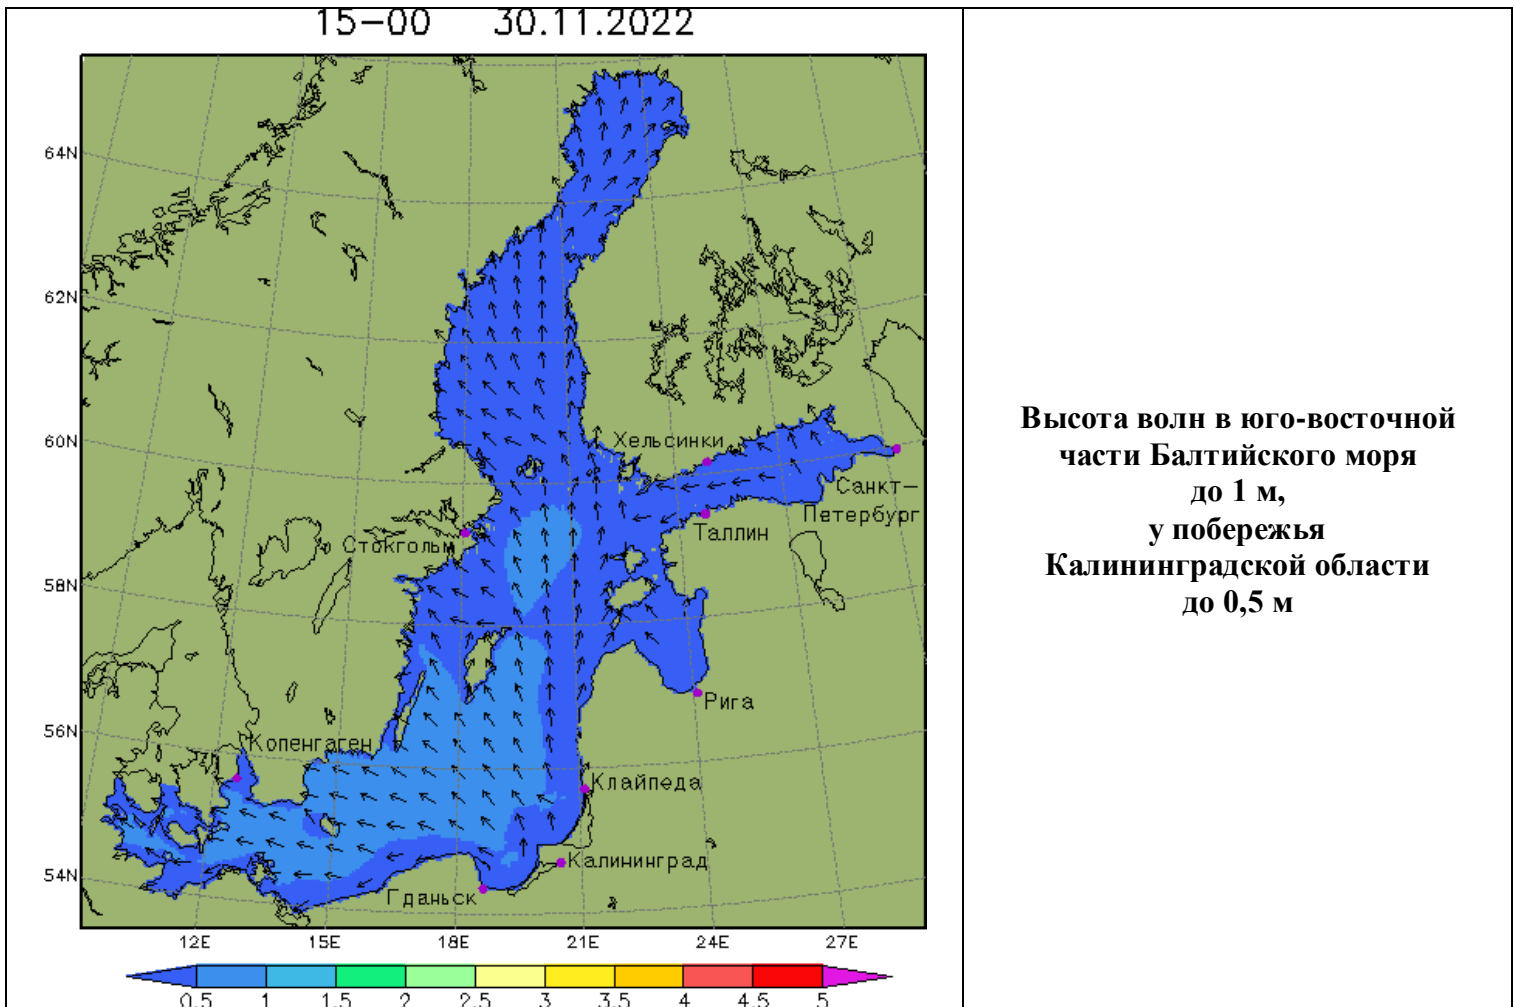 15-00 30.11.2022
64N
62N
60N
58N
56N
54N
Хельсинки
Санкт-
Петербург
Таллин
Стокгольм
Рига
Копенгаген
Клайпеда
Калининград
Гданьск
12E 15E 18E 21E 24E 27E
0.5 1 1.5 2 2.5 3 3.5 4 4.5 5
Высота волн в юго-восточной
части Балтийского моря
до 1 м,
у побережья
Калининградской области
до 0,5 м